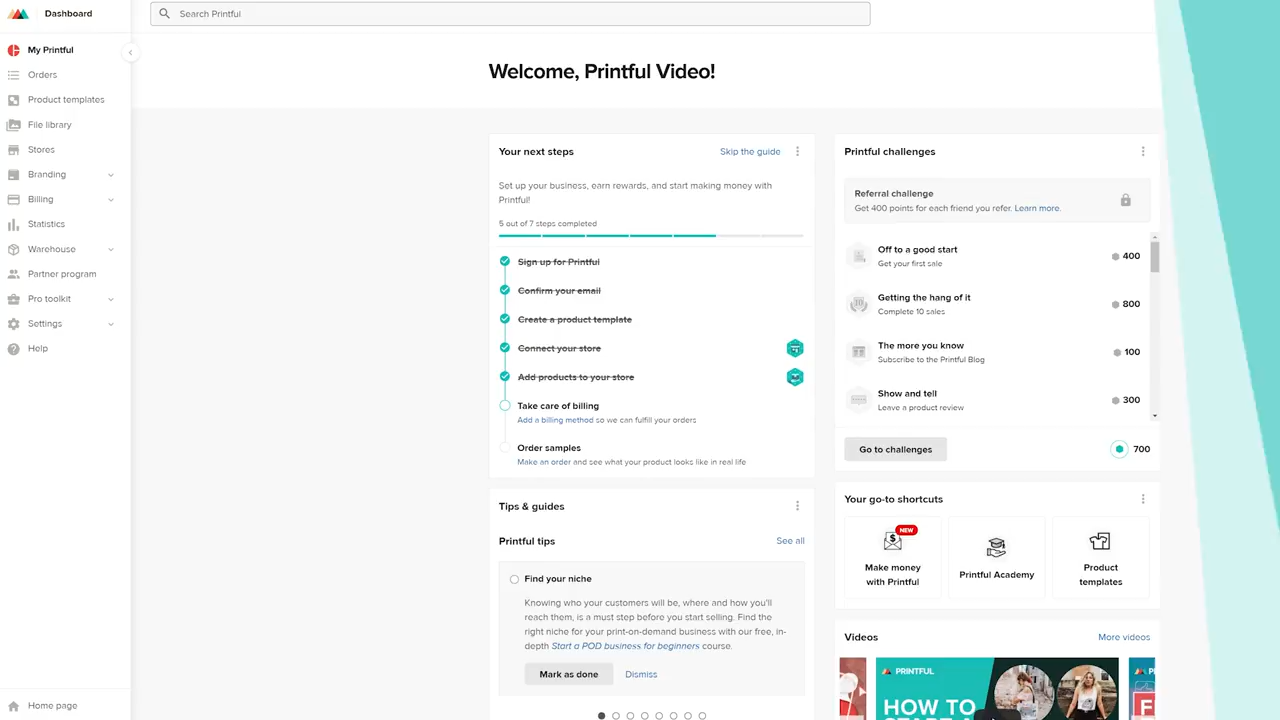 Dashboard
Search Printful
My Printful
Orders
Product templates
File library
Stores
Branding
Billing
Statistics
Warehouse
Partner program
Pro toolkit
Settings
Help
Home page
Welcome, Printful Video!
Your next steps
Skip the guide
Set up your business, earn rewards, and start making money with
Printful!
5 out of 7 steps completed
Sign up for Printful
Confirm your email
Create a product template
Connect your store
Add products to your store
Take care of billing
Add a billing method so we can fulfill your orders
Order samples
Make an order and see what your product looks like in real life
Tips & guides
Printful tips
See all
Find your niche
Knowing who your customers will be, where and how you'll
reach them, is a must step before you start selling. Find the
right niche for your print-on-demand business with our free, in-
depth Start a POD business for beginners course.
Mark as done
Dismiss
Printful challenges
Referral challenge
Get 400 points for each friend you refer. Learn more.
Off to a good start
400
Get your first sale
Getting the hang of it
800
Complete 10 sales
The more you know
100
Subscribe to the Printful Blog
Show and tell
300
Leave a product review
Go to challenges
700
Your go-to shortcuts
NEW
Make money
with Printful
Printful Academy
Product
templates
Videos
More videos
PRINTFUL
HOW TO